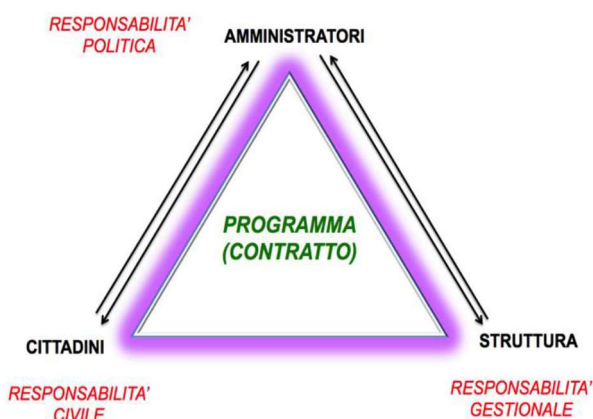 RESPONSABILITA'
POLITICA
AMMINISTRATORI
PROGRAMMA
(CONTRATTO)
CITTADINI
STRUTTURA
RESPONSABILITA'
CIVILE
RESPONSABILITA'
GESTIONALE